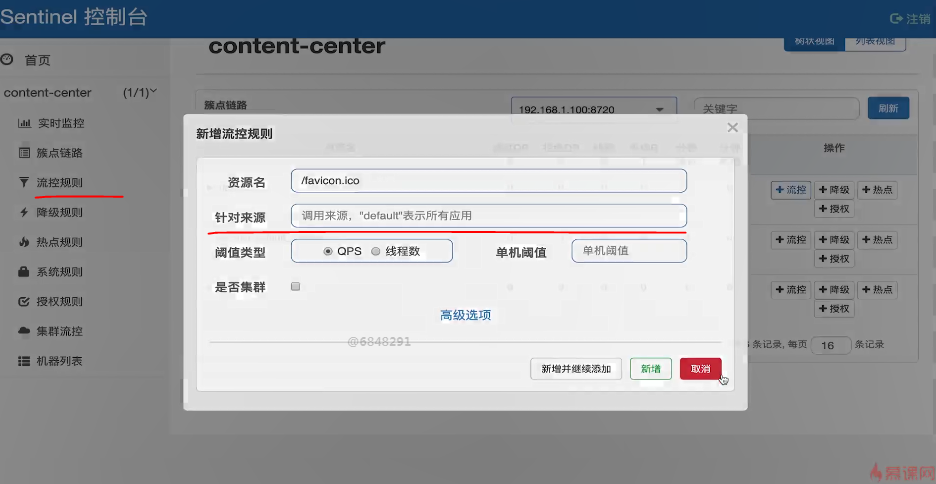 Sentinel 控制台
注销
首页
content-center
树状视图
列表视图
content-center (1/1)
实时监控
簇点链路
流控规则
降级规则
热点规则
系统规则
授权规则
集群流控
机器列表
簇点链路
192.168.1.100:8720
关键字
刷新
操作
+ 流控 + 降级 + 热点
+ 授权
+ 流控 + 降级 + 热点
+ 授权
+ 流控 + 降级 + 热点
+ 授权
条记录, 每页 16 条记录
新增流控规则
资源名 /favicon.ico
针对来源 调用来源，"default"表示所有应用
阈值类型 QPS 线程数 单机阈值 单机阈值
是否集群
高级选项
@6848291
新增并继续添加 新增 取消
慕课网